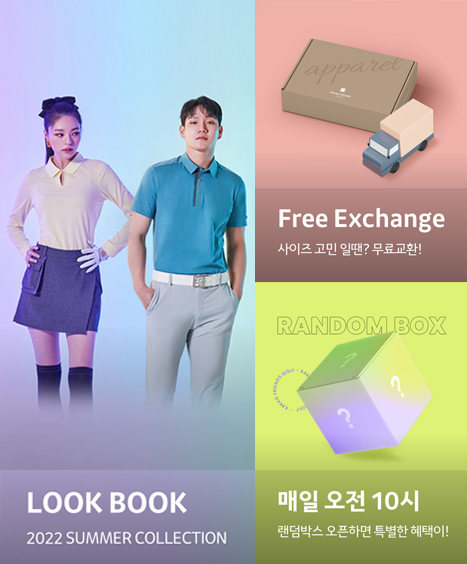 LOOK BOOK
2022 SUMMER COLLECTION
apparel
Free Exchange
사이즈 고민 일땐? 무료교환!
RANDOM BOX
?
?
?
매일 오전 10시
랜덤박스 오픈하면 특별한 혜택이!